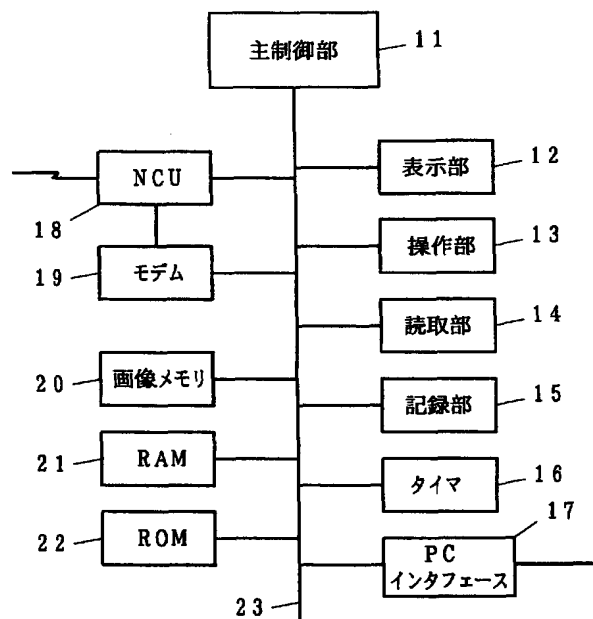 主制御部
11
NCU
18
表示部
12
モデム
19
操作部
13
読取部
14
画像メモリ
20
記録部
15
RAM
21
タイマ
16
ROM
22
PC
インタフェース
17
23